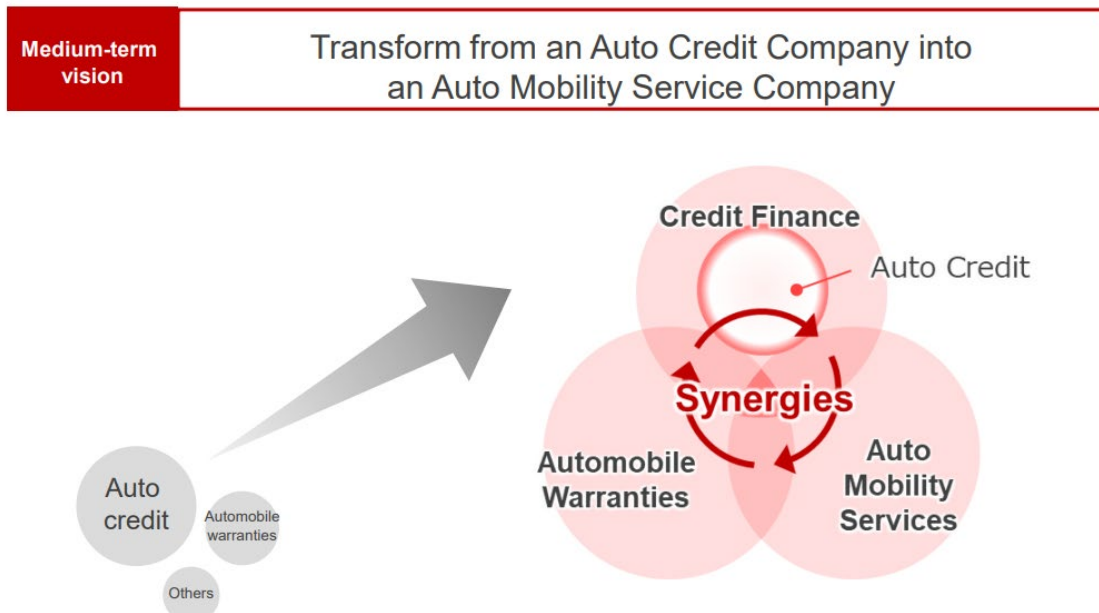 Medium-term
vision
Transform from an Auto Credit Company into
an Auto Mobility Service Company
Credit Finance
Auto Credit
Synergies
Automobile
Warranties
Auto
Mobility
Services
Auto
credit
Automobile
warranties
Others